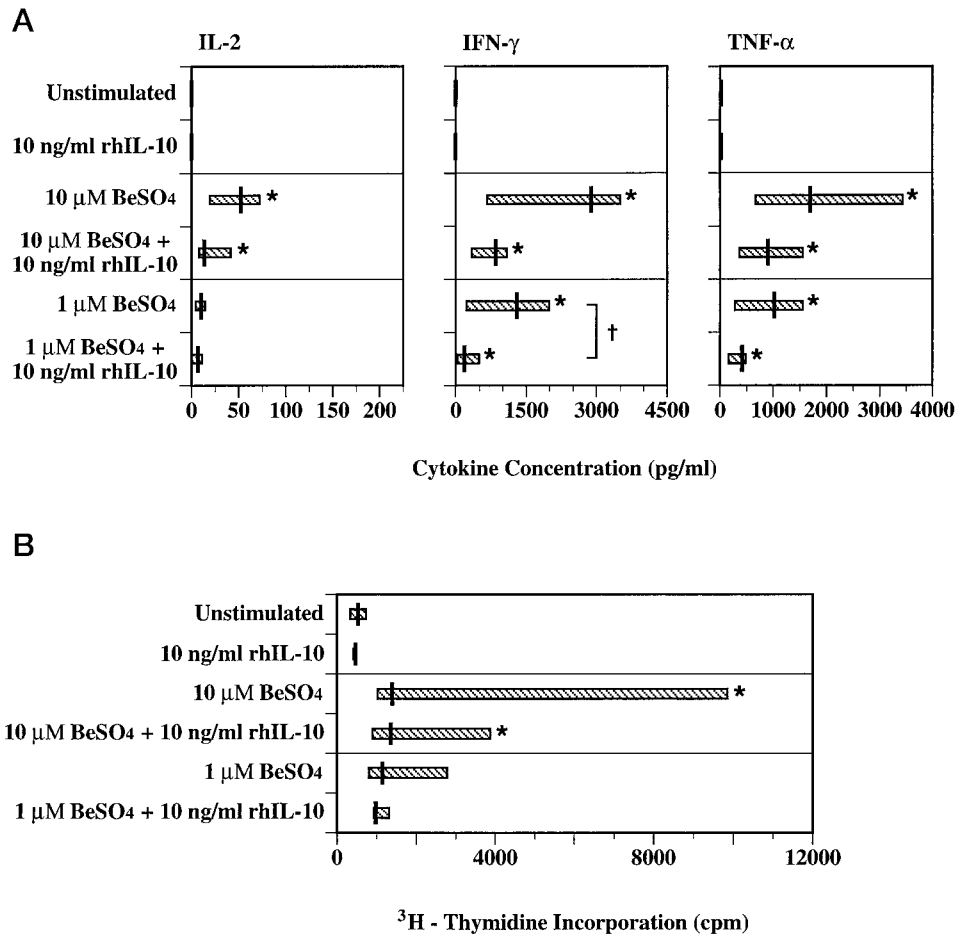 A
IL-2 IFN-γ TNF-α
Unstimulated
10 ng/ml rhIL-10
10 μM BeSO4 * * *
10 μM BeSO4 +
10 ng/ml rhIL-10 * * *
1 μM BeSO4 * *
†
1 μM BeSO4 +
10 ng/ml rhIL-10 * *
0 50 100 150 200 0 1500 3000 4500 0 1000 2000 3000 4000
Cytokine Concentration (pg/ml)
B
Unstimulated
10 ng/ml rhIL-10
10 μM BeSO4 *
10 μM BeSO4 + 10 ng/ml rhIL-10 *
1 μM BeSO4
1 μM BeSO4 + 10 ng/ml rhIL-10
0 4000 8000 12000
³H - Thymidine Incorporation (cpm)